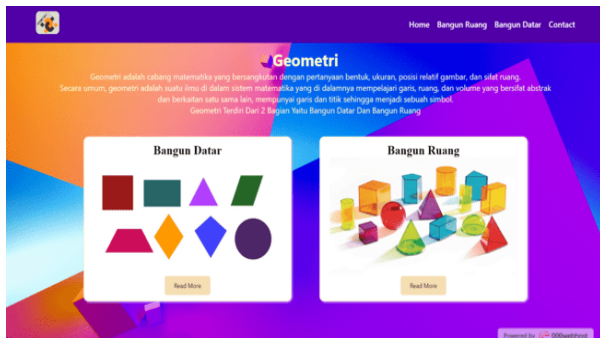 Home Bangun Ruang Bangun Datar Contact
Geometri
Geometri adalah cabang matematika yang bersangkutan dengan pertanyaan bentuk, ukuran, posisi relatif gambar, dan sifat ruang.
Secara umum, geometri adalah suatu ilmu di dalam sistem matematika yang di dalamnya mempelajari garis, ruang, dan volume yang bersifat abstrak
dan berkaitan satu sama lain, mempunyai garis dan titik sehingga menjadi sebuah simbol.
Geometri Terdiri Dari 2 Bagian Yaitu Bangun Datar Dan Bangun Ruang
Bangun Datar
Read More
Bangun Ruang
Read More
Powered by 000webhost